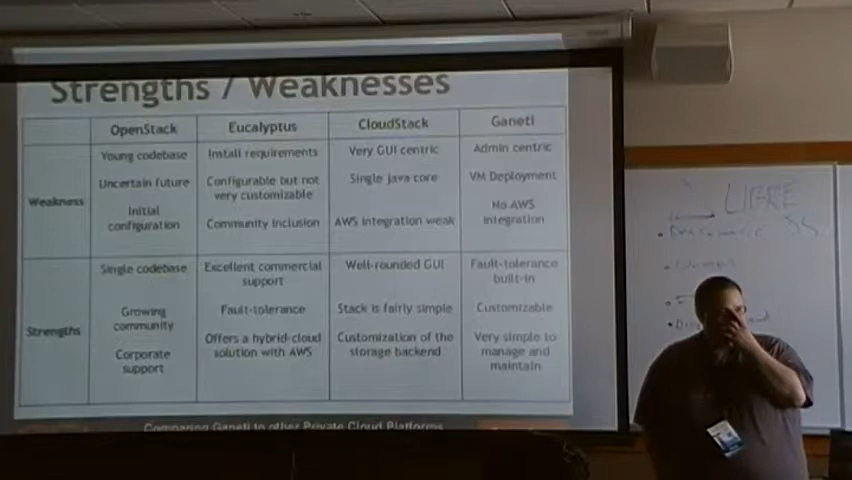 Strengths / Weaknesses
OpenStack Eucalyptus CloudStack Ganeti
Weakness
Young codebase
Uncertain future
Initial
configuration
Install requirements
Configurable but not
very customizable
Community inclusion
Very GUI centric
Single java core
AWS integration weak
Admin centric
VM Deployment
No AWS
integration
Strengths
Single codebase
Growing
community
Corporate
support
Excellent commercial
support
Fault-tolerance
Offers a hybrid-cloud
solution with AWS
Well-rounded GUI
Stack is fairly simple
Customization of the
storage backend
Fault-tolerance
built-in
Customizable
Very simple to
manage and
maintain
Comparing Ganeti to other Private Cloud Platforms